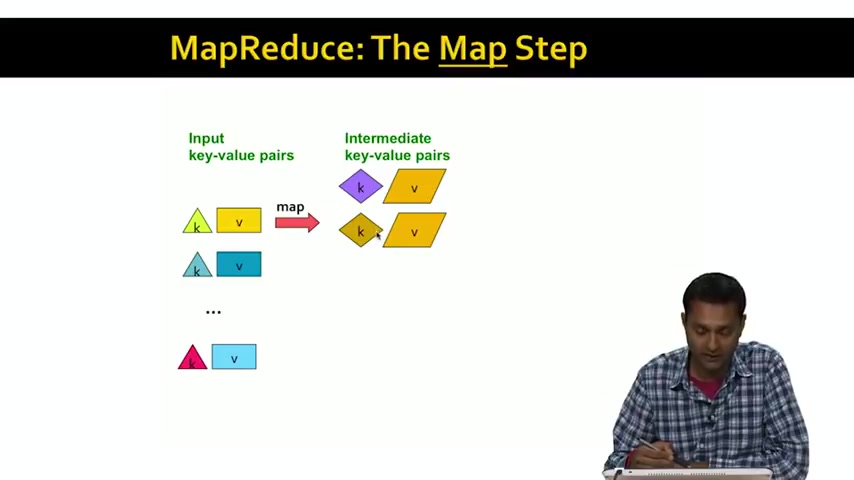 MapReduce: The Map Step
Input
key-value pairs
Intermediate
key-value pairs
k v
map
k v
k v
k v
...
k v